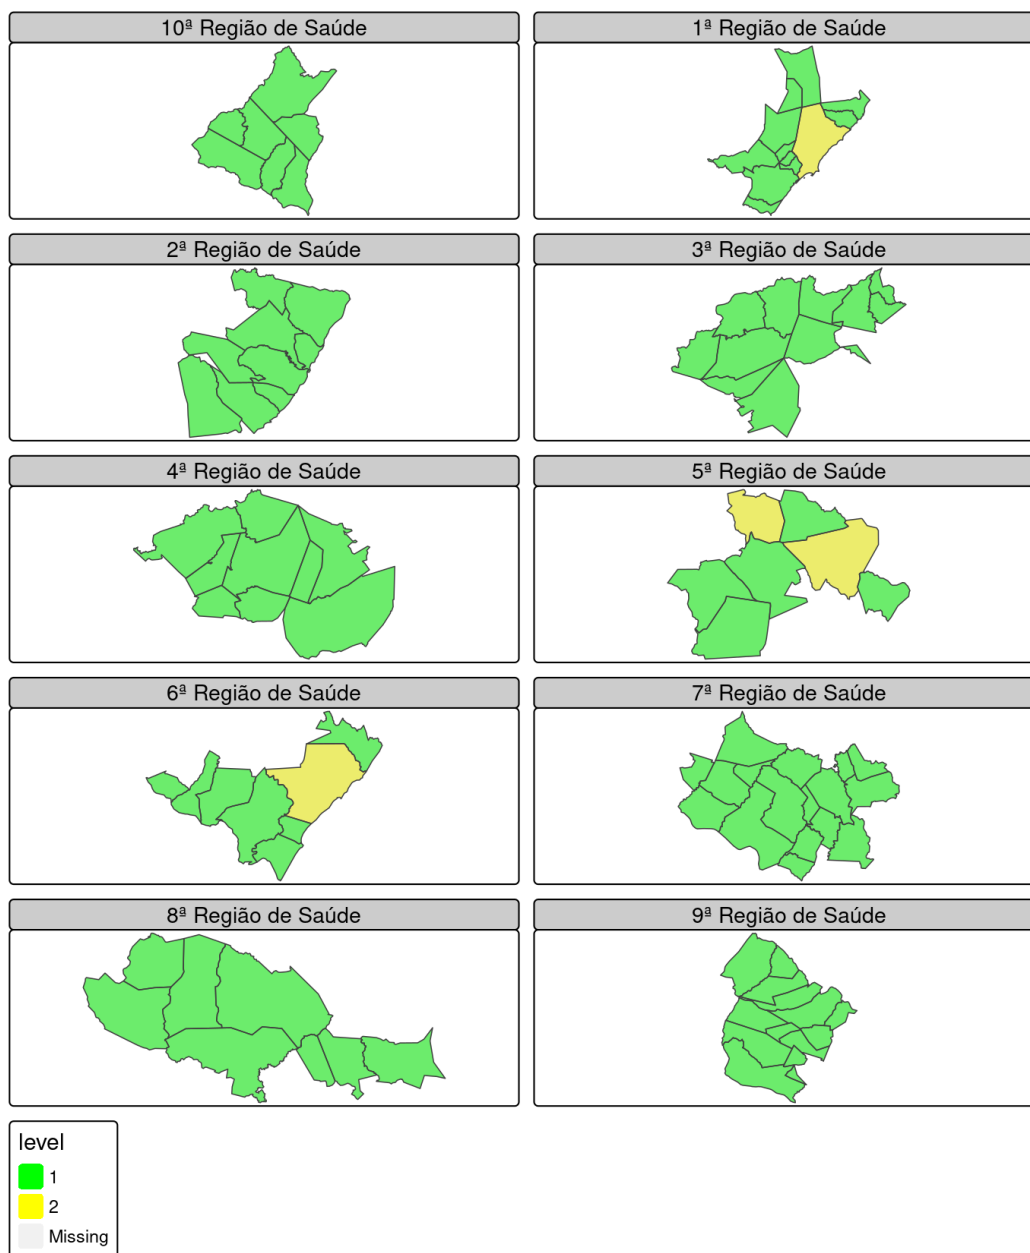 10ª Região de Saúde
1ª Região de Saúde
2ª Região de Saúde
3ª Região de Saúde
4ª Região de Saúde
5ª Região de Saúde
6ª Região de Saúde
7ª Região de Saúde
8ª Região de Saúde
9ª Região de Saúde
level
1
2
Missing